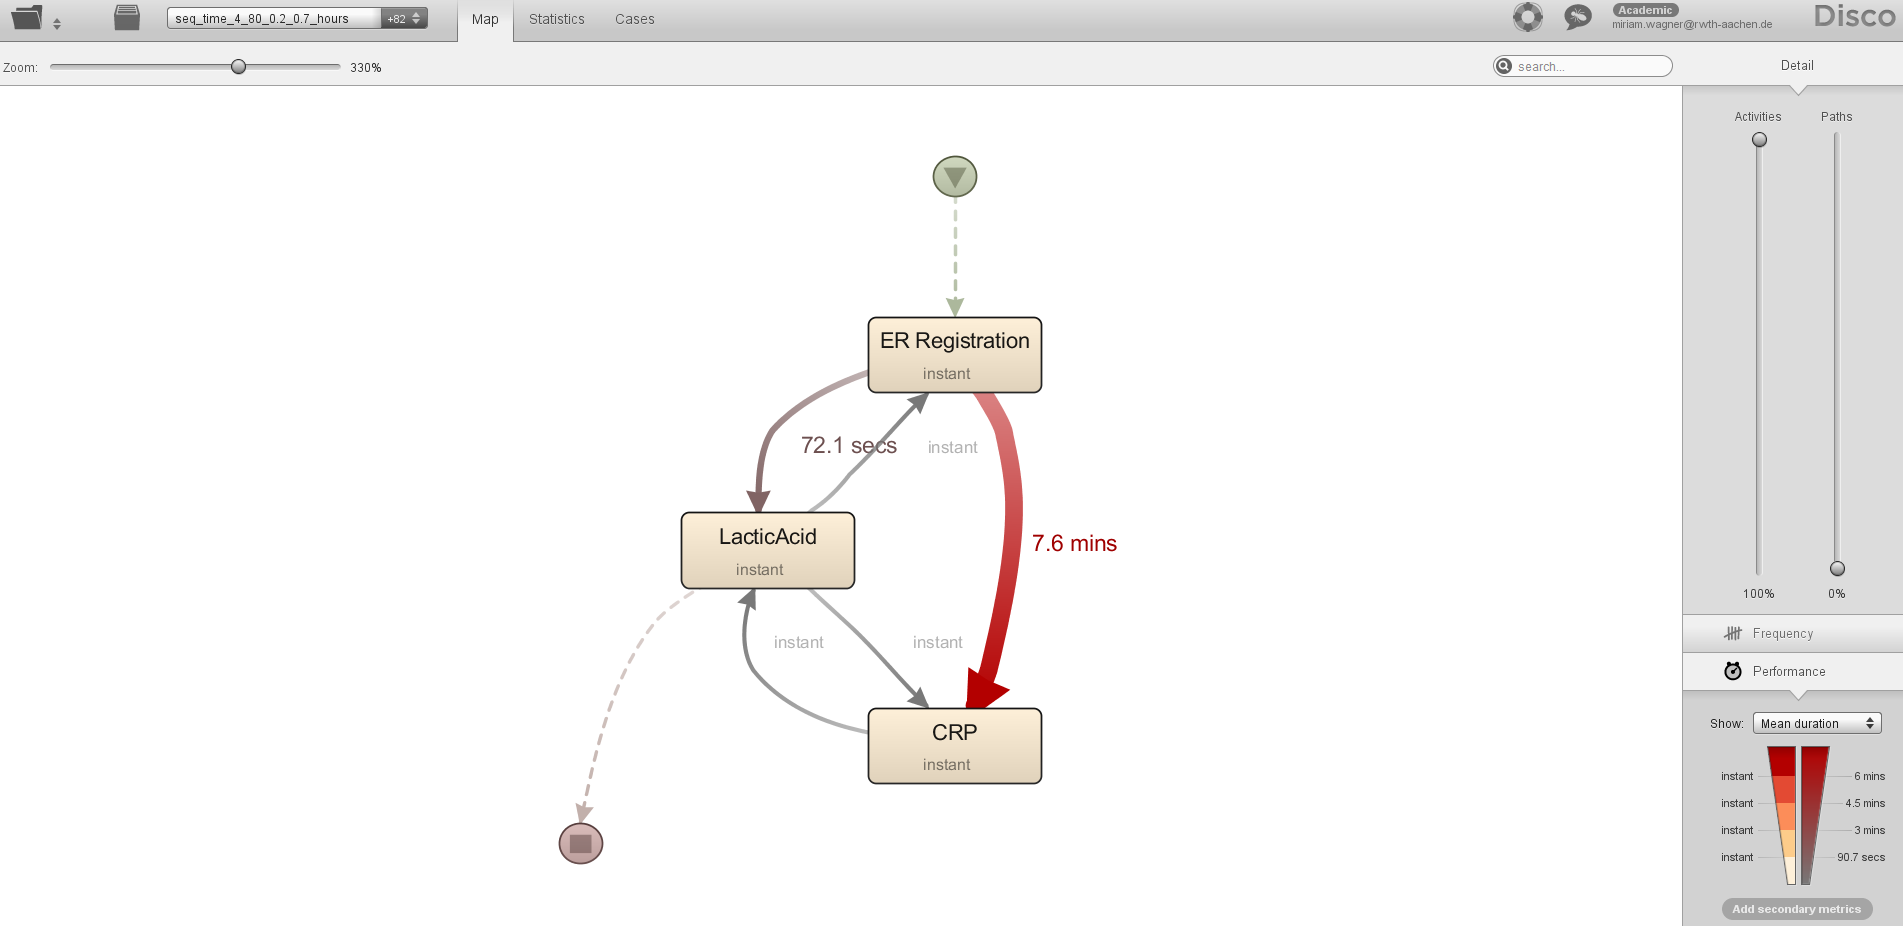 seq_time_4_80_0.2_0.7_hours +82
Map Statistics Cases
Academic
miriam.wagner@rwth-aachen.de
Disco
Zoom: 330%
search...
Detail
Activities Paths
ER Registration
instant
72.1 secs
instant
LacticAcid
instant
7.6 mins
instant
instant
CRP
instant
100% 0%
Frequency
Performance
Show: Mean duration
instant 6 mins
instant 4.5 mins
instant 3 mins
instant 90.7 secs
Add secondary metrics